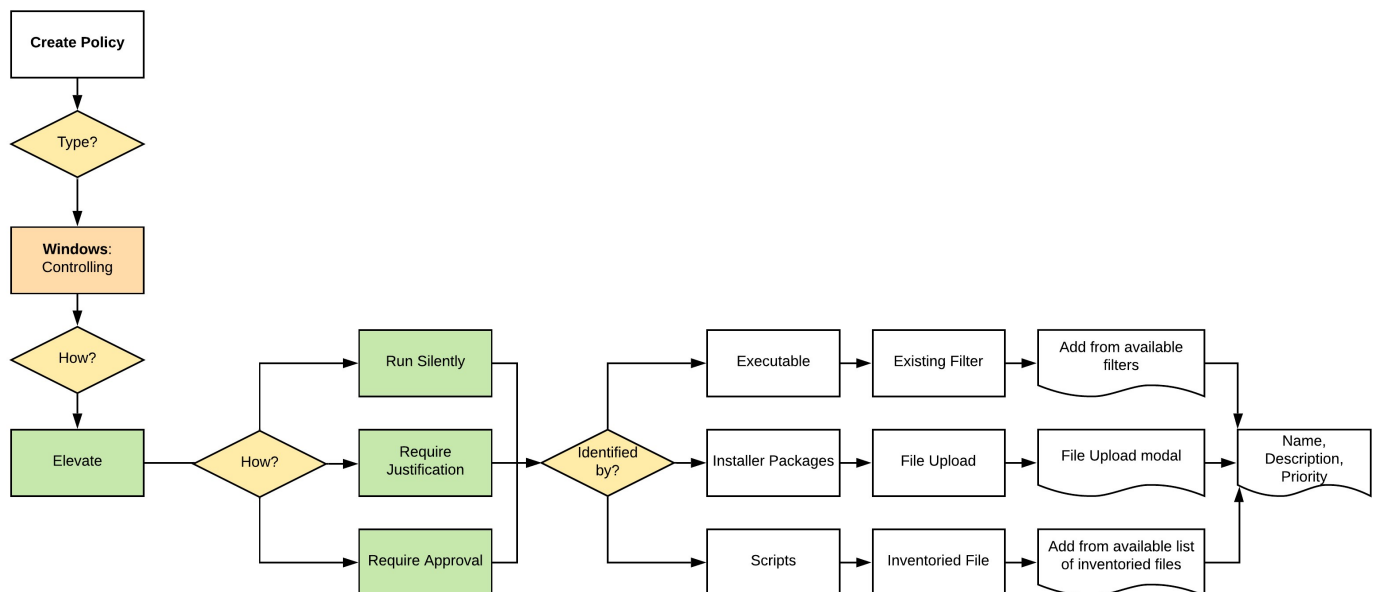 Create Policy
Type?
Windows:
Controlling
How?
Elevate
How?
Run Silently
Require
Justification
Require Approval
Identified
by?
Executable
Existing Filter
Add from available
filters
Installer Packages
File Upload
File Upload modal
Scripts
Inventoried File
Add from available list
of inventoried files
Name,
Description,
Priority